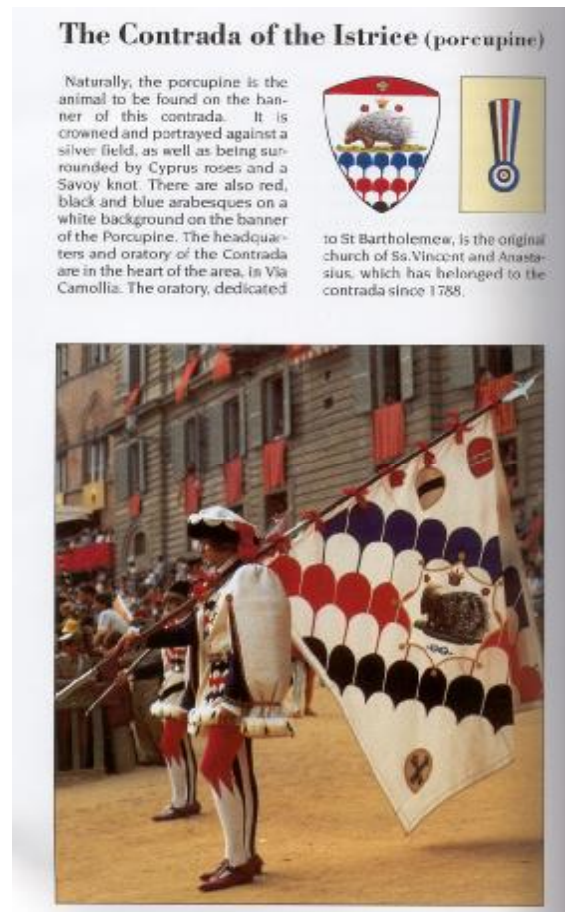 The Contrada of the Istrice (porcupine)
Naturally, the porcupine is the
animal to be found on the ban-
ner of this contrada. It is
crowned and portrayed against a
silver field, as well as being sur-
rounded by Cyprus roses and a
Savoy knot. There are also red,
black and blue arabesques on a
white background on the banner
of the Porcupine. The headquar-
ters and oratory of the Contrada
are in the heart of the area, in Via
Camollia. The oratory, dedicated
to St Bartholemew, is the original
church of Ss. Vincent and Anasta-
sius, which has belonged to the
contrada since 1788.